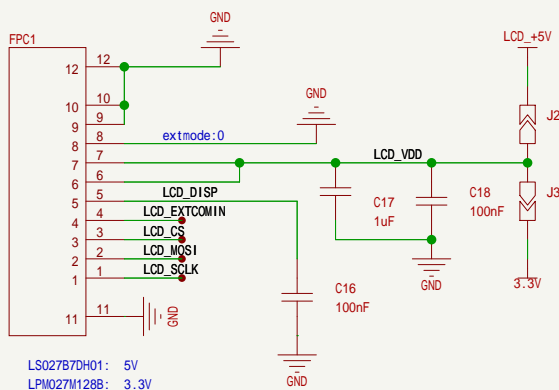 GND
FPC1
LCD_+5V
12 12
10 10
9 9
GND
J2
8 8 extmode:0
7 7 LCD_VDD
6 6
5 5 LCD_DISP
C17
1uF
C18
100nF
J3
4 4 LCD_EXTCOMIN
3 3 LCD_CS
2 2 LCD_MOSI
1 1 LCD_SCLK
GND
3.3V
C16
100nF
11 11 GND
LS027B7DH01: 5V
LPM027M128B: 3.3V
GND